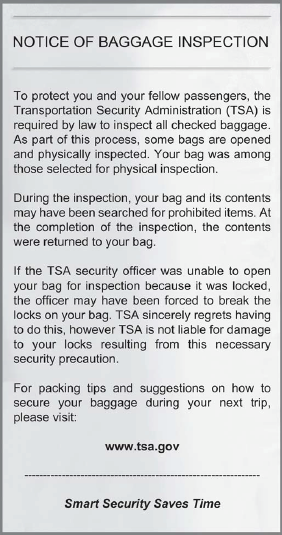 NOTICE OF BAGGAGE INSPECTION
To protect you and your fellow passengers, the
Transportation Security Administration (TSA) is
required by law to inspect all checked baggage.
As part of this process, some bags are opened
and physically inspected. Your bag was among
those selected for physical inspection.
During the inspection, your bag and its contents
may have been searched for prohibited items. At
the completion of the inspection, the contents
were returned to your bag.
If the TSA security officer was unable to open
your bag for inspection because it was locked,
the officer may have been forced to break the
locks on your bag. TSA sincerely regrets having
to do this, however TSA is not liable for damage
to your locks resulting from this necessary
security precaution.
For packing tips and suggestions on how to
secure your baggage during your next trip,
please visit:
www.tsa.gov
Smart Security Saves Time